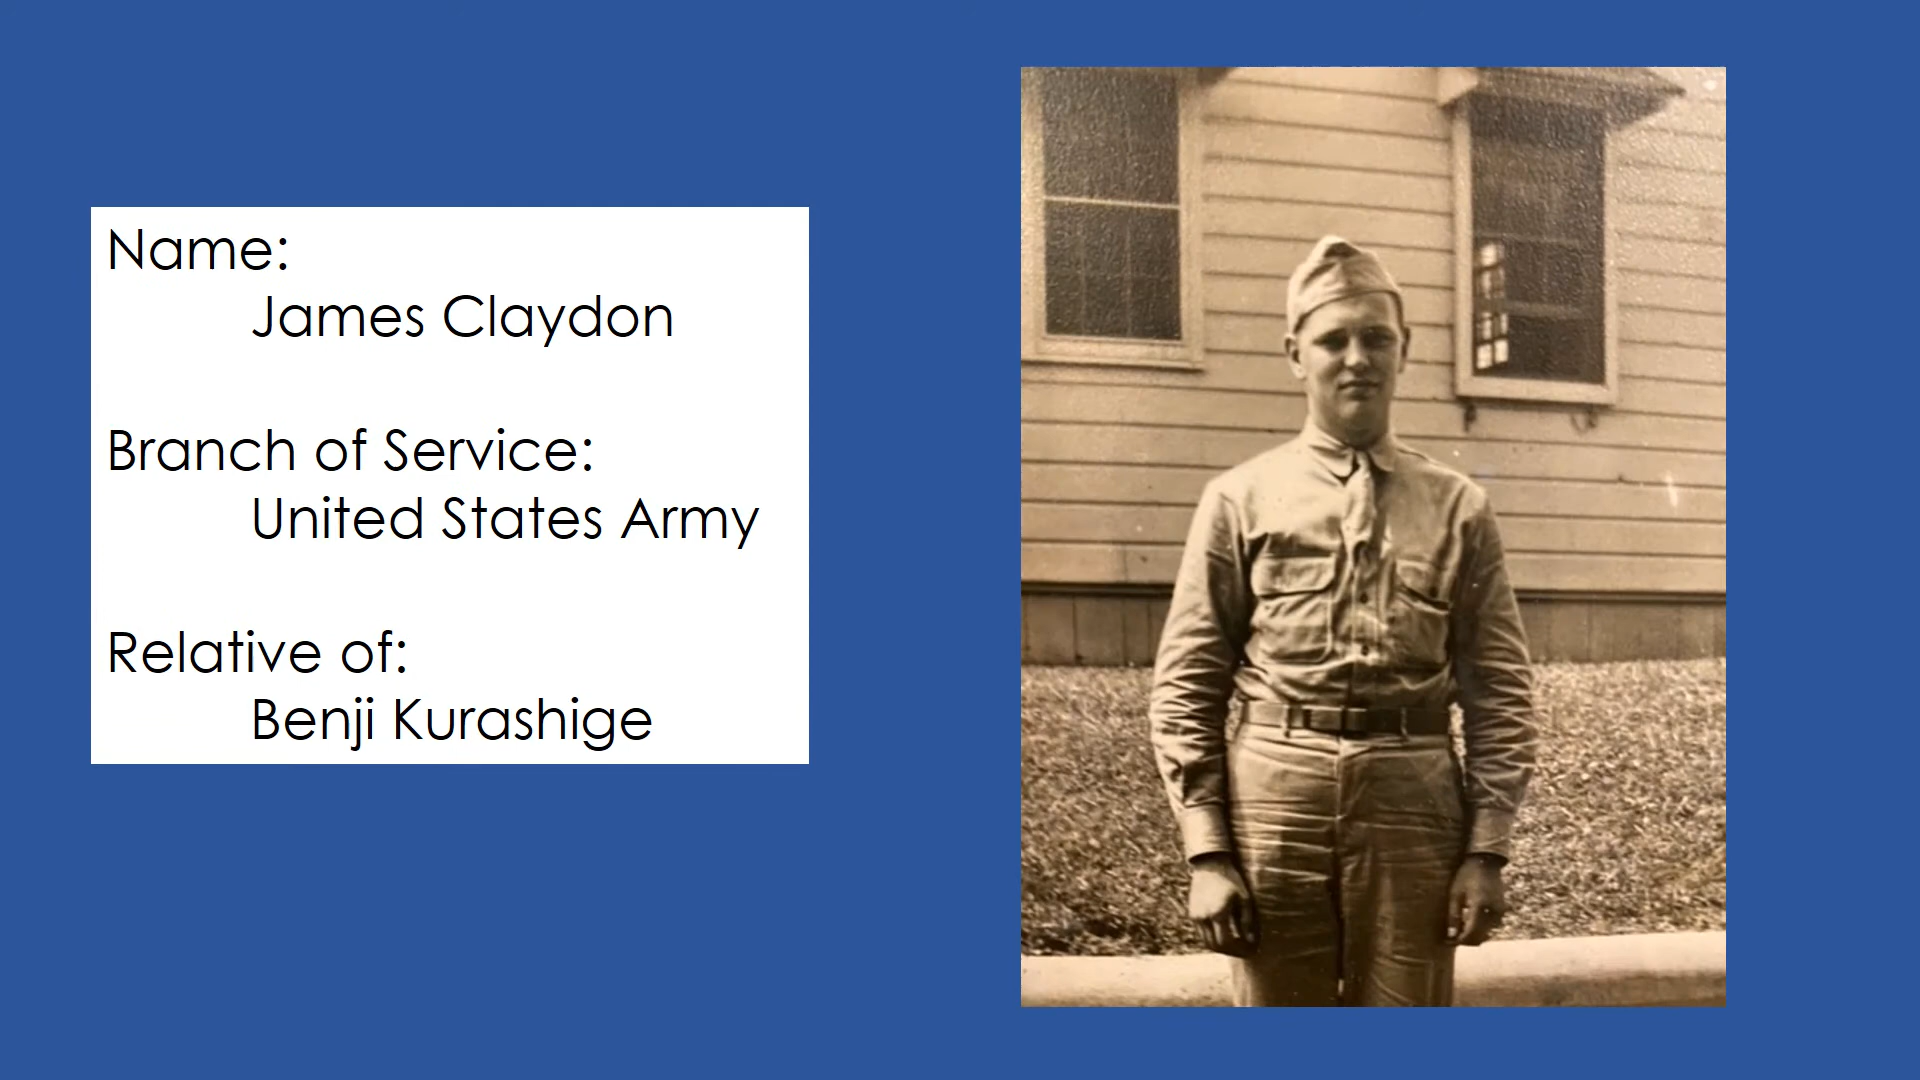 Name:
James Claydon
Branch of Service:
United States Army
Relative of:
Benji Kurashige